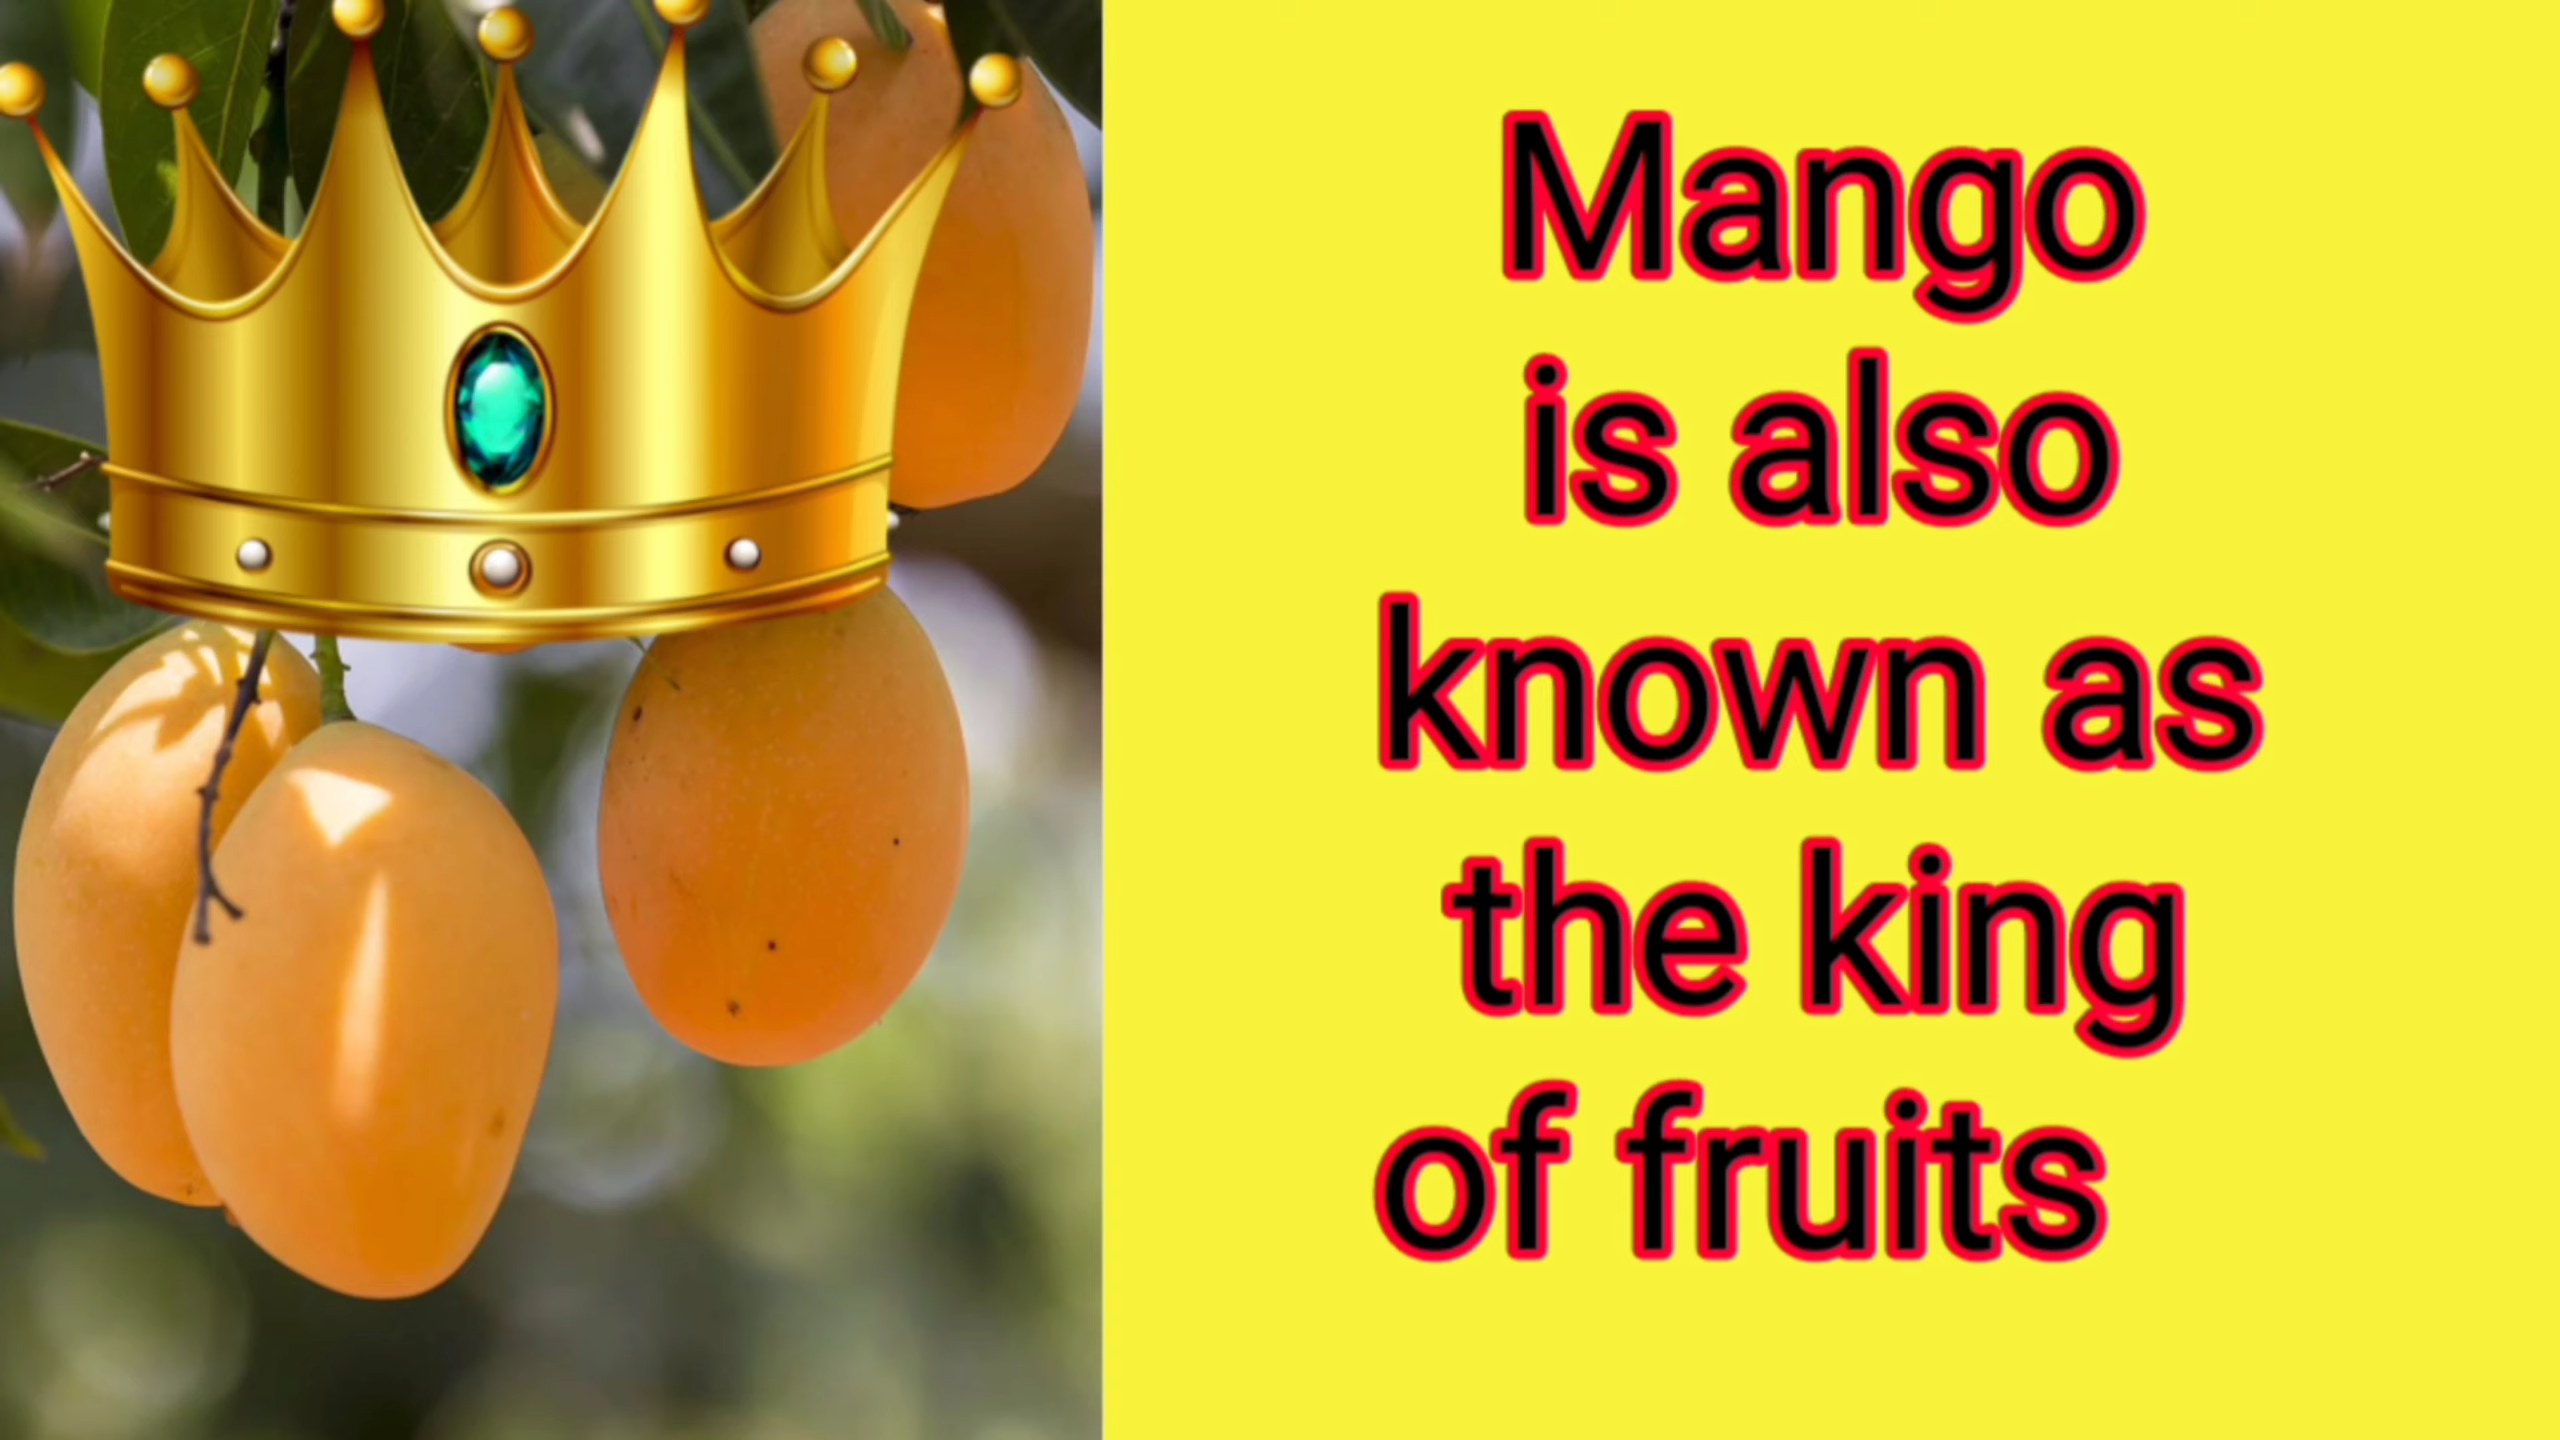 Mango
is also
known as
the king
of fruits